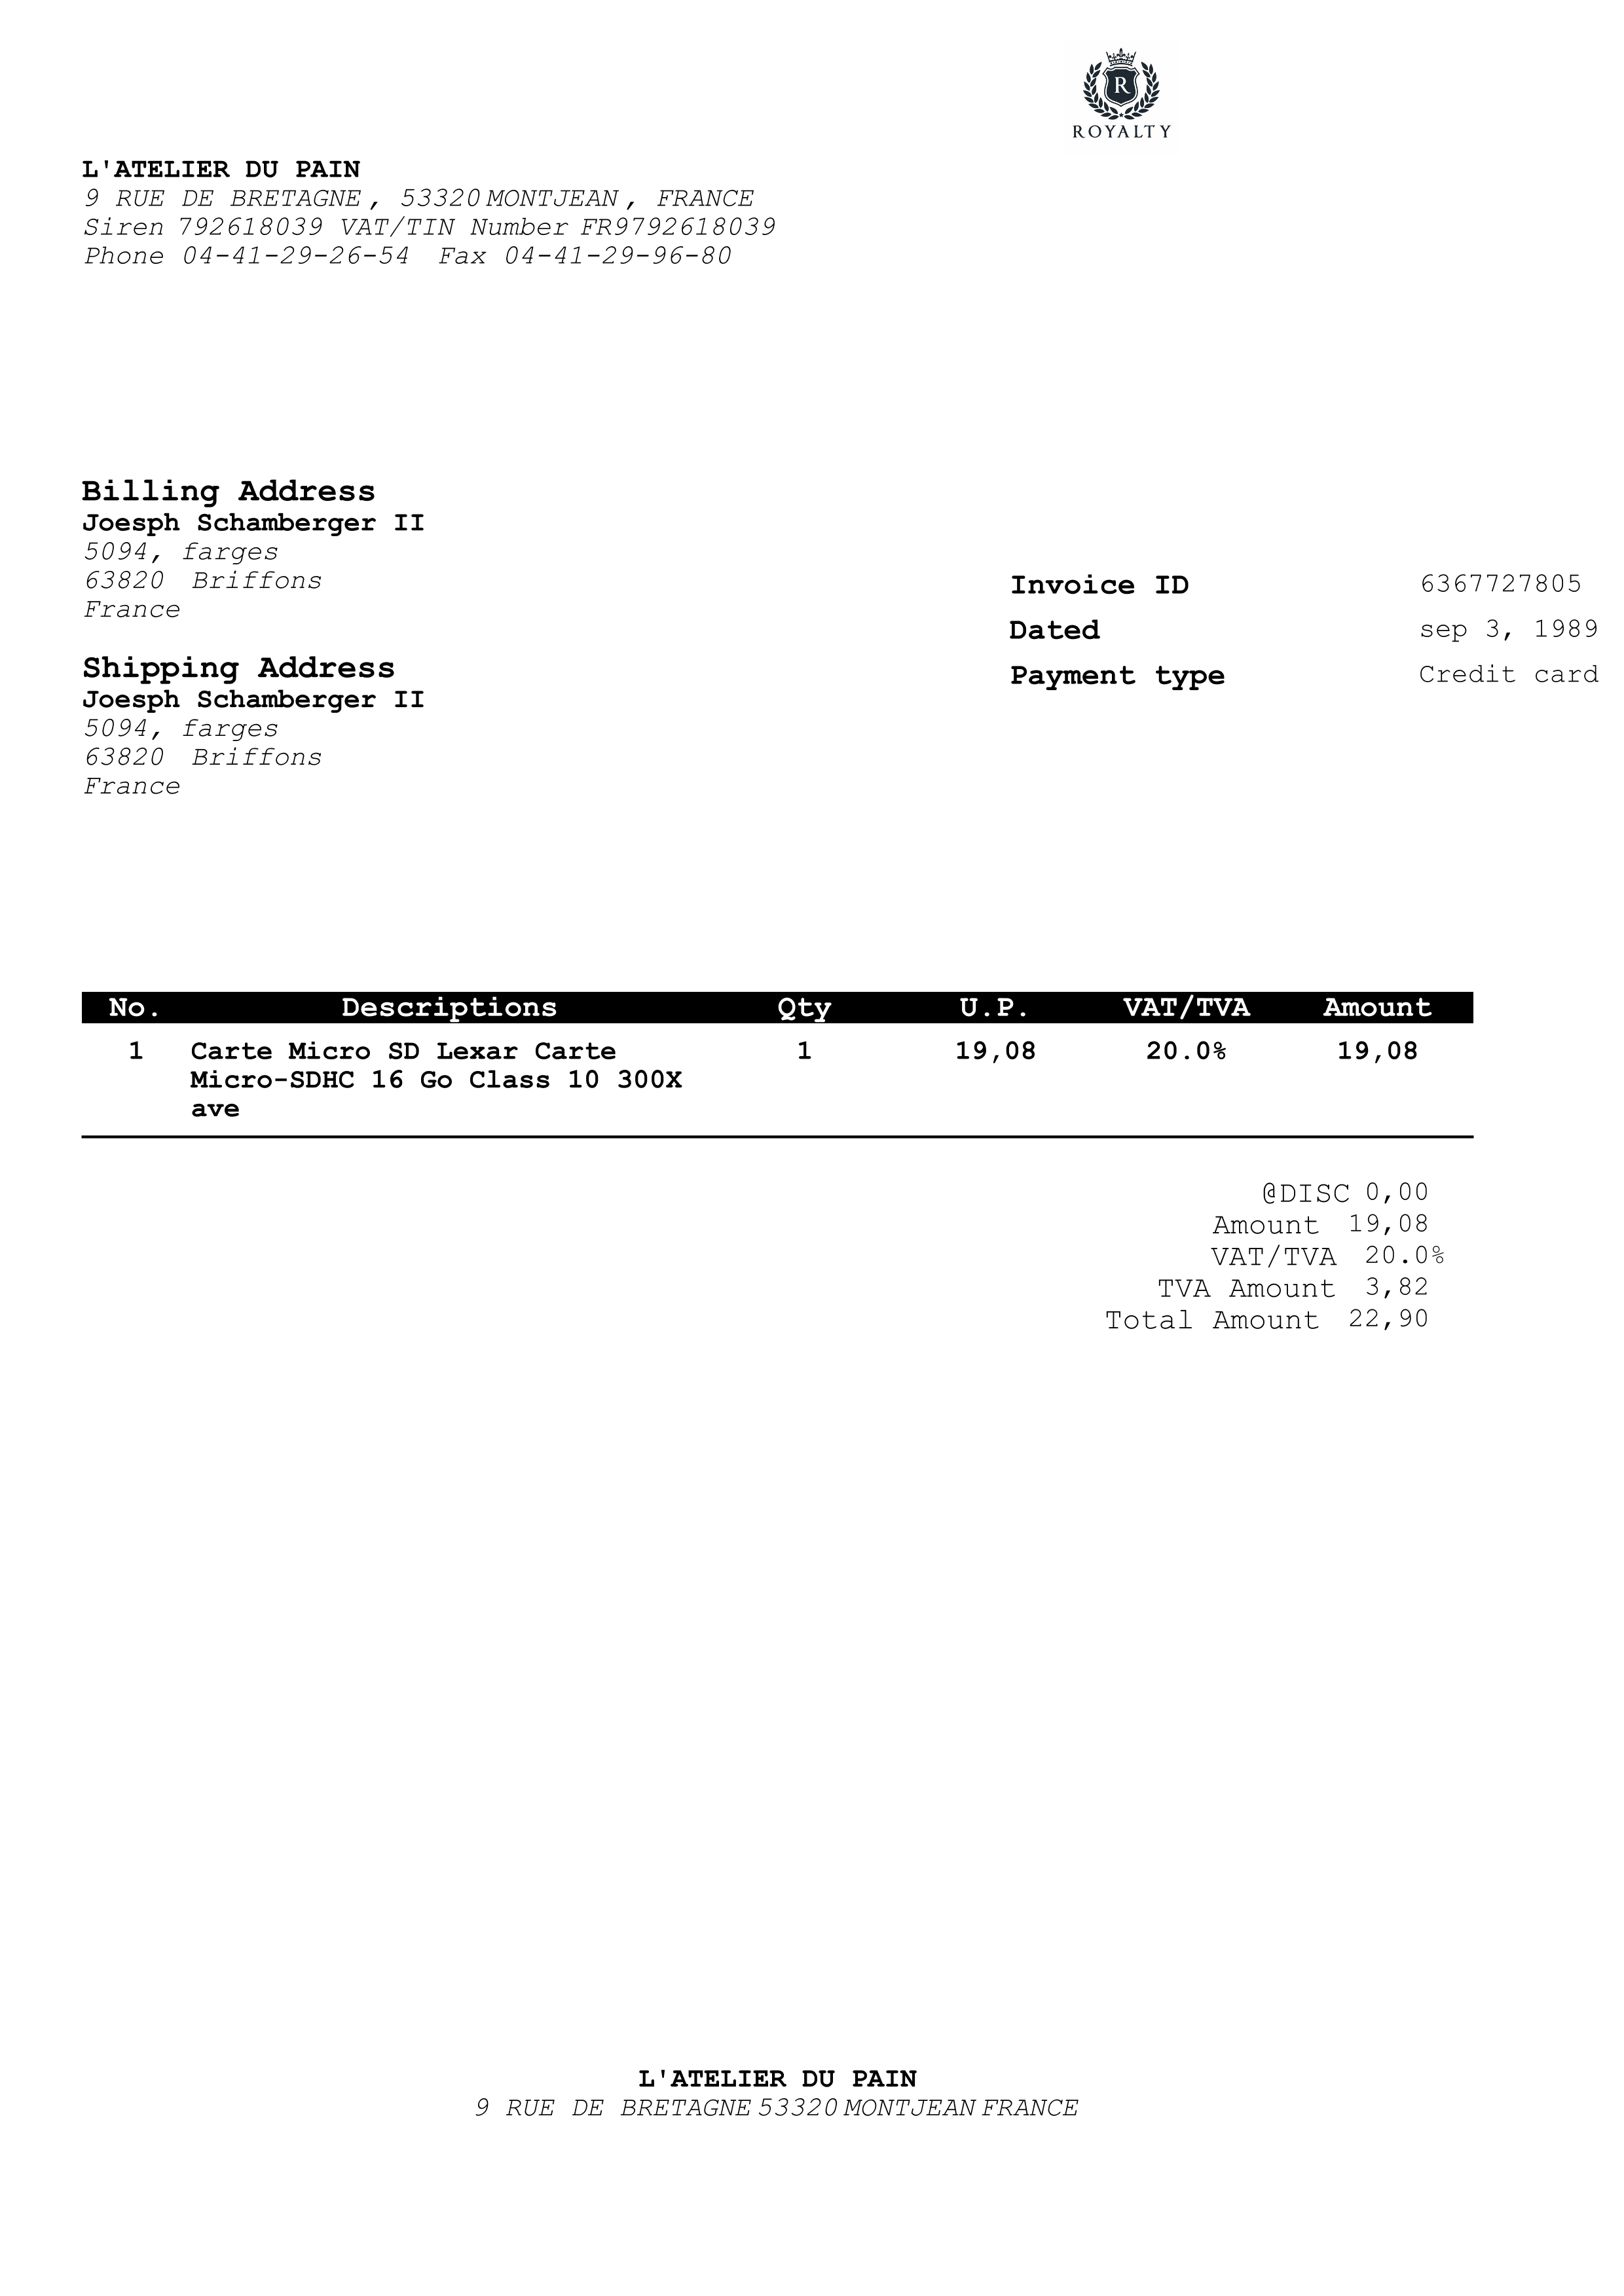 R
ROYALTY
L'ATELIER DU PAIN
9 RUE DE BRETAGNE, 53320 MONTJEAN, FRANCE
Siren 792618039 VAT/TIN Number FR9792618039
Phone 04-41-29-26-54 Fax 04-41-29-96-80
Billing Address
Joesph Schamberger II
5094, farges
63820 Briffons
France
Invoice ID 6367727805
Dated sep 3, 1989
Payment type Credit card
Shipping Address
Joesph Schamberger II
5094, farges
63820 Briffons
France
No. Descriptions Qty U.P. VAT/TVA Amount
1 Carte Micro SD Lexar Carte 1 19,08 20.0% 19,08
Micro-SDHC 16 Go Class 10 300X
ave
@DISC 0,00
Amount 19,08
VAT/TVA 20.0%
TVA Amount 3,82
Total Amount 22,90
L'ATELIER DU PAIN
9 RUE DE BRETAGNE 53320 MONTJEAN FRANCE